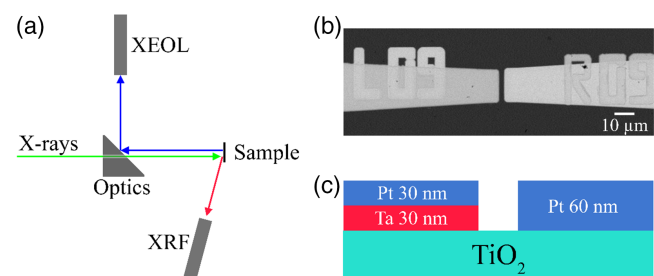 (a)
XEOL
X-rays
Sample
Optics
XRF
(b)
L09
R09
10 µm
(c)
Pt 30 nm
Ta 30 nm
Pt 60 nm
TiO₂